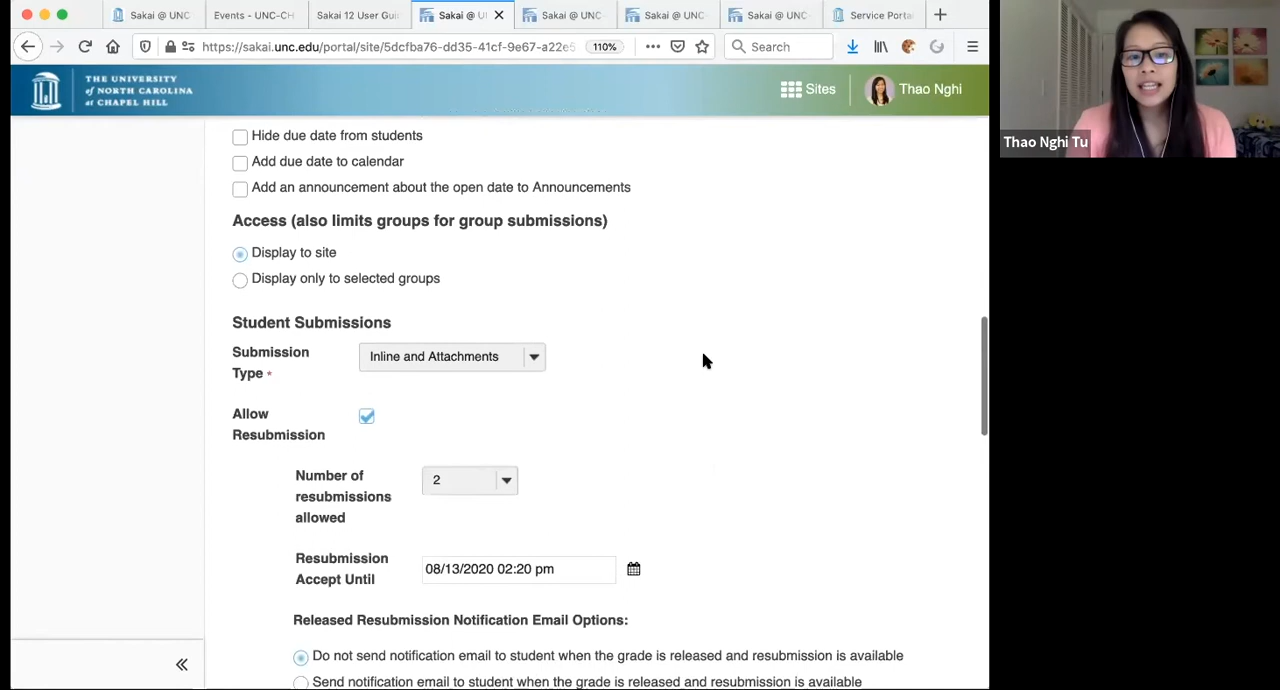 Sakai @ UNC
Events - UNC-CH
Sakai 12 User Gui
Sakai @ U
Sakai @ UNC
Sakai @ UNC
Sakai @ UNC
Service Portal
https://sakai.unc.edu/portal/site/5dcfba76-dd35-41cf-9e67-a22e5
110%
Search
THE UNIVERSITY
of NORTH CAROLINA
at CHAPEL HILL
Sites
Thao Nghi
Thao Nghi Tu
Hide due date from students
Add due date to calendar
Add an announcement about the open date to Announcements
Access (also limits groups for group submissions)
Display to site
Display only to selected groups
Student Submissions
Submission
Type *
Inline and Attachments
Allow
Resubmission
Number of
resubmissions
allowed
2
Resubmission
Accept Until
08/13/2020 02:20 pm
Released Resubmission Notification Email Options:
Do not send notification email to student when the grade is released and resubmission is available
Send notification email to student when the grade is released and resubmission is available